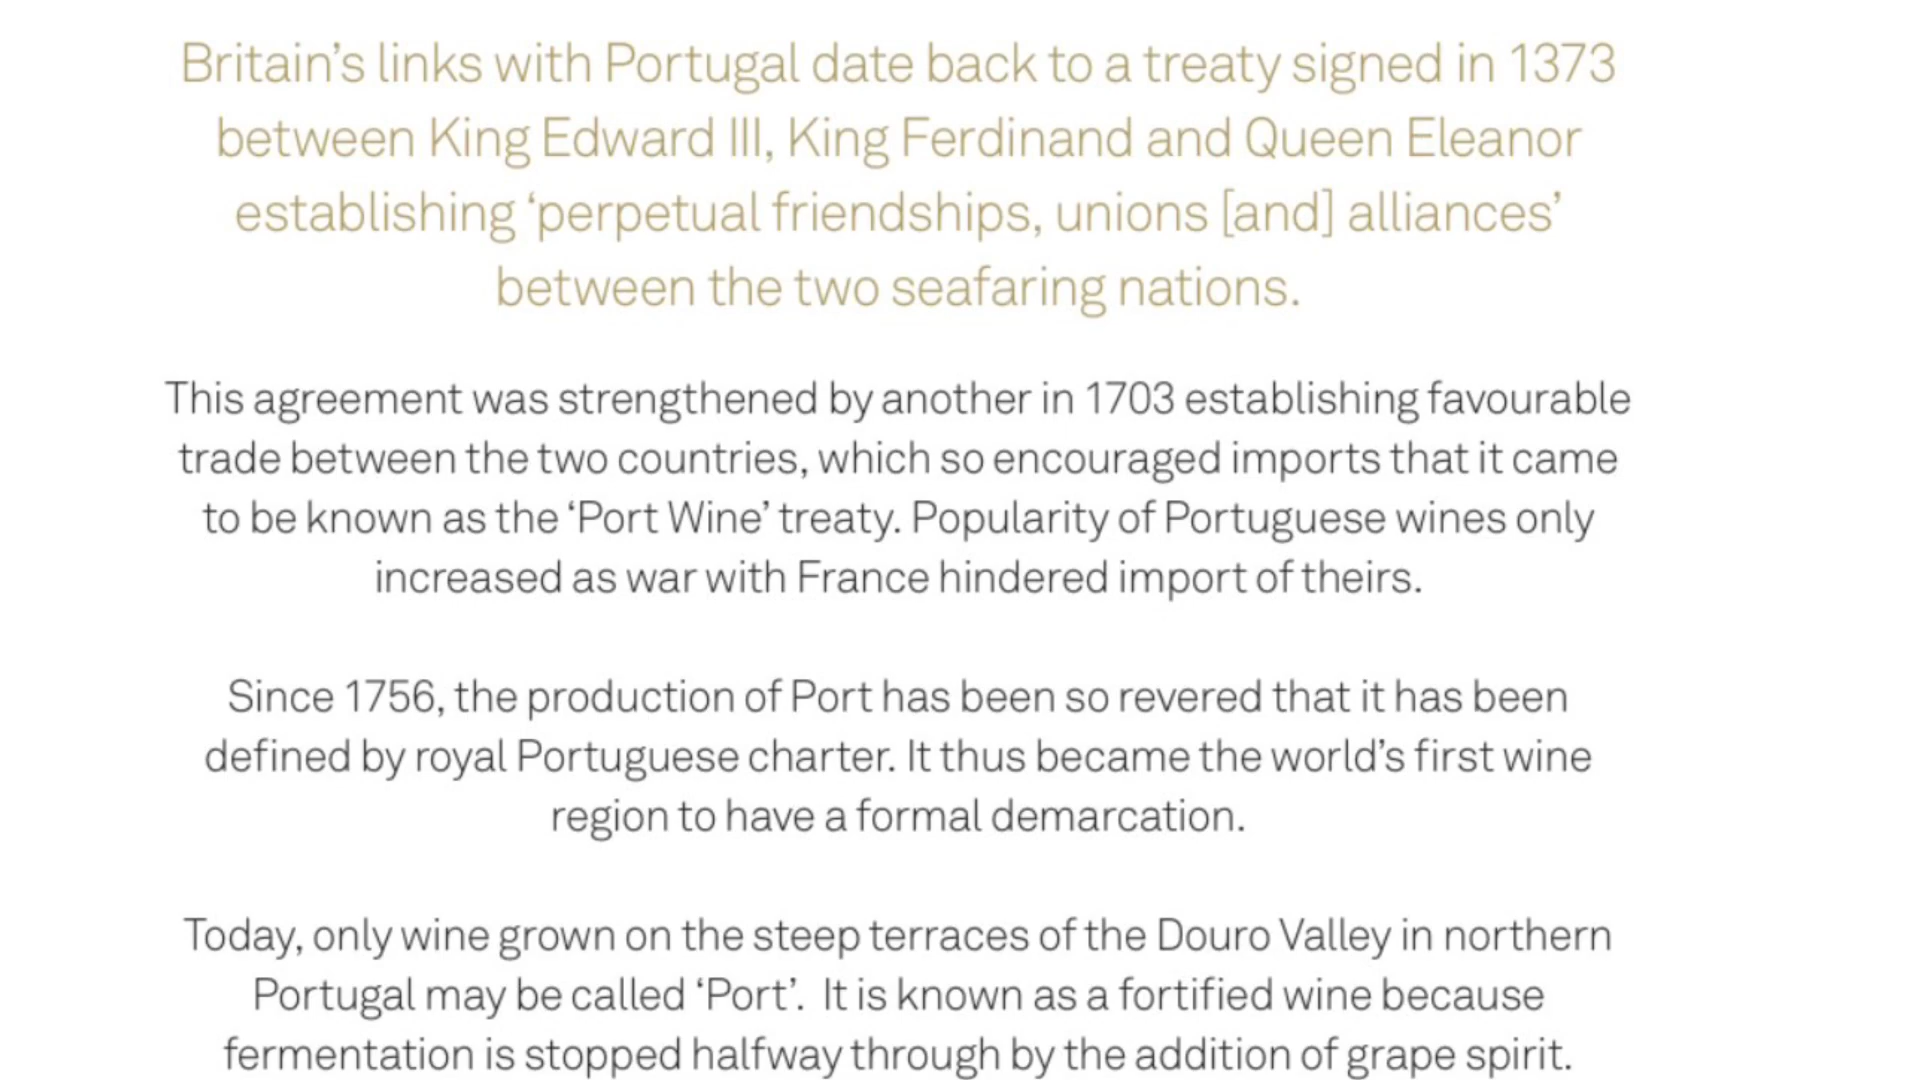 Britain’s links with Portugal date back to a treaty signed in 1373
between King Edward III, King Ferdinand and Queen Eleanor
establishing ‘perpetual friendships, unions [and] alliances’
between the two seafaring nations.
This agreement was strengthened by another in 1703 establishing favourable
trade between the two countries, which so encouraged imports that it came
to be known as the ‘Port Wine’ treaty. Popularity of Portuguese wines only
increased as war with France hindered import of theirs.
Since 1756, the production of Port has been so revered that it has been
defined by royal Portuguese charter. It thus became the world’s first wine
region to have a formal demarcation.
Today, only wine grown on the steep terraces of the Douro Valley in northern
Portugal may be called ‘Port’. It is known as a fortified wine because
fermentation is stopped halfway through by the addition of grape spirit.